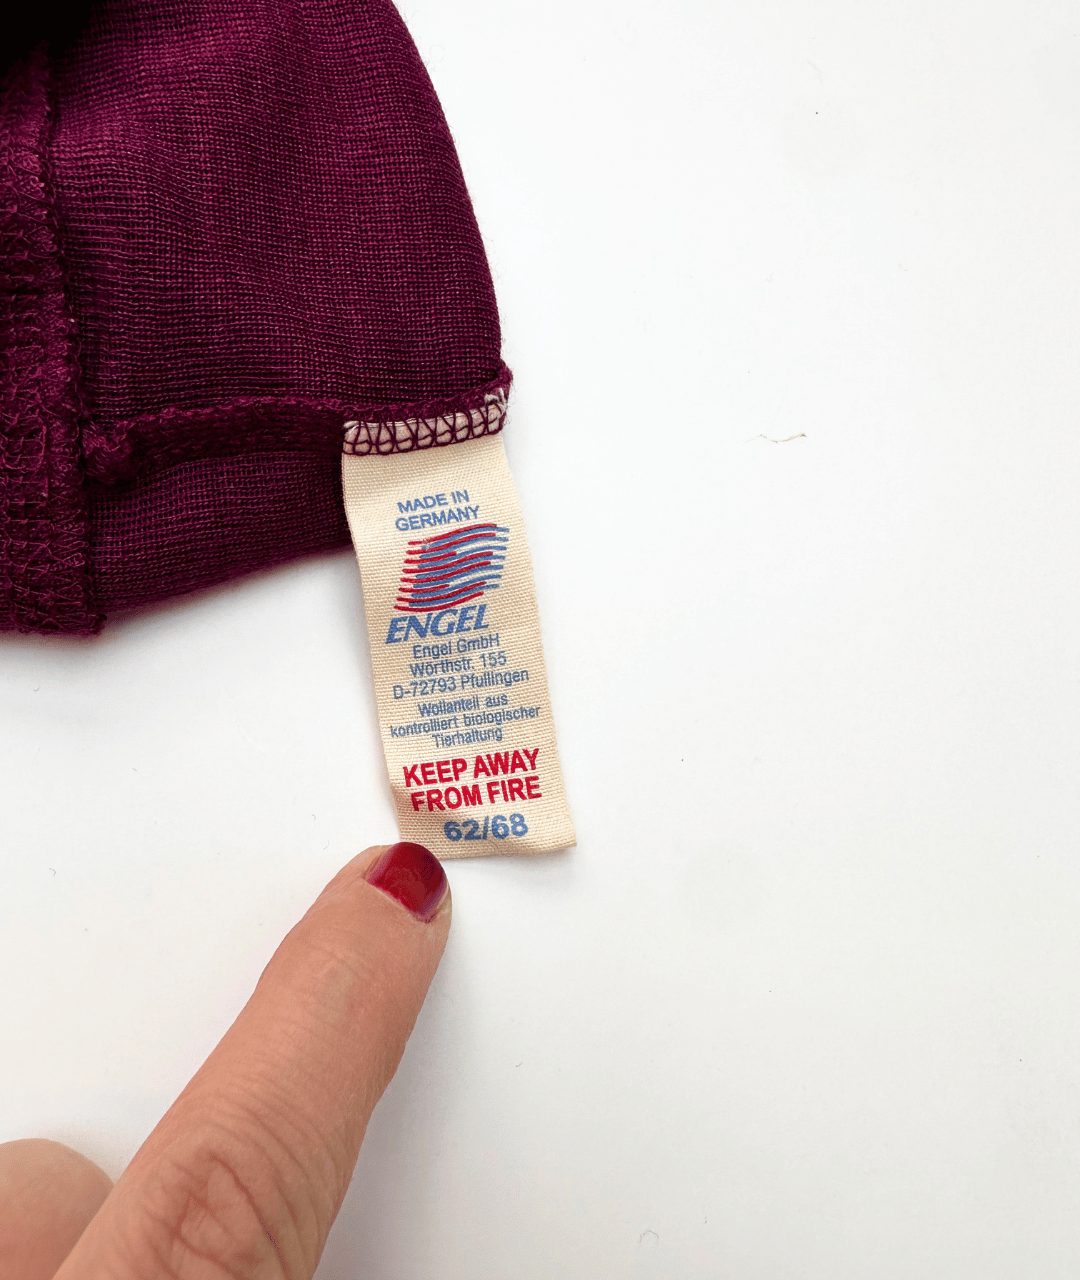 MADE IN
GERMANY
ENGEL
Engel GmbH
Wörthstr. 155
D-72793 Pfullingen
Wollanteil aus
kontrolliert biologischer
Tierhaltung
KEEP AWAY
FROM FIRE
62/68